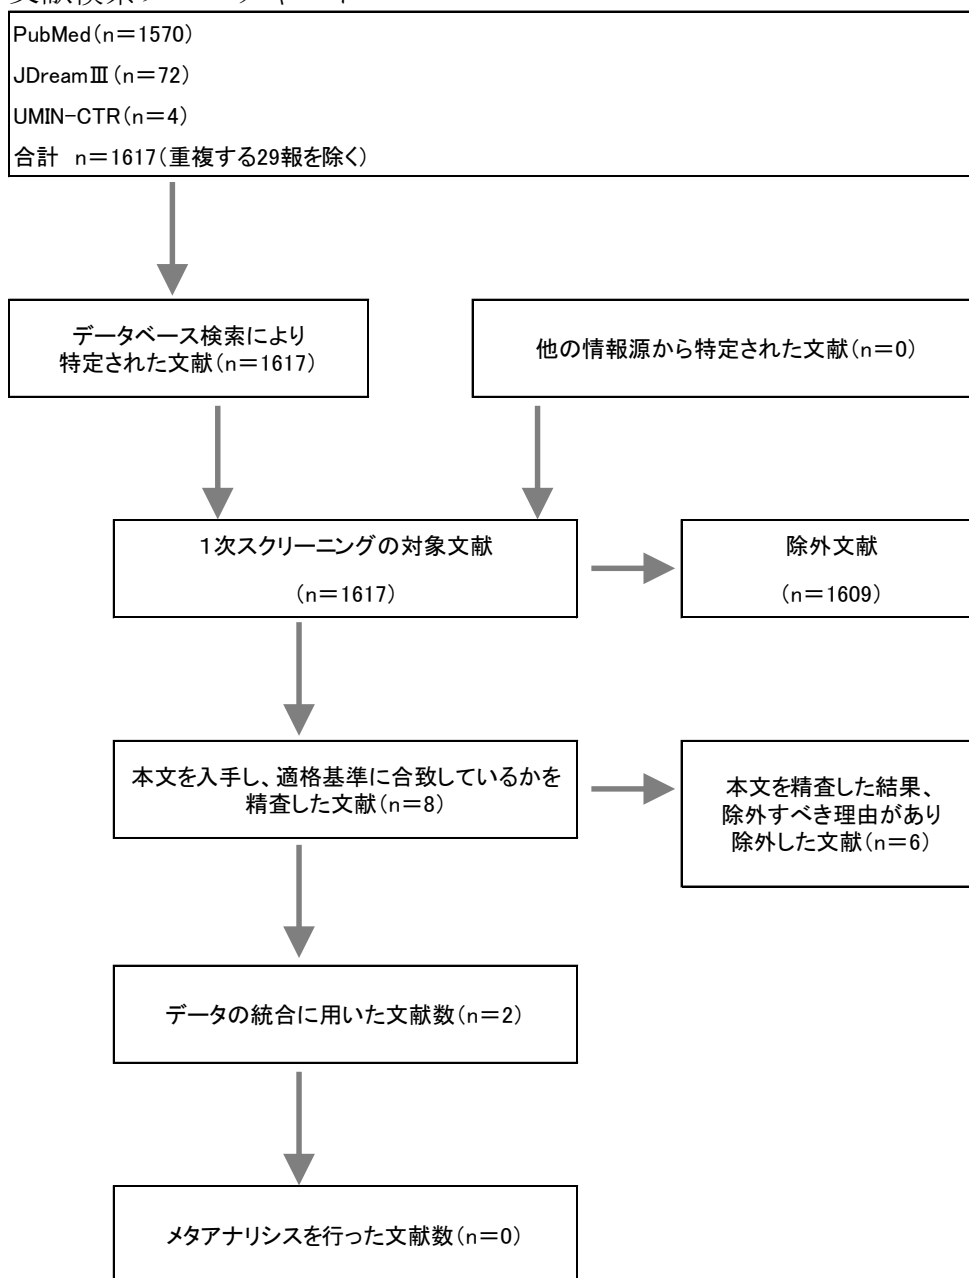 PubMed(n=1570)
JDreamⅢ(n=72)
UMIN-CTR(n=4)
合計 n=1617(重複する29報を除く)
データベース検索により
特定された文献(n=1617)
他の情報源から特定された文献(n=0)
1次スクリーニングの対象文献
(n=1617)
除外文献
(n=1609)
本文を入手し、適格基準に合致しているかを
精査した文献(n=8)
本文を精査した結果、
除外すべき理由があり
除外した文献(n=6)
データの統合に用いた文献数(n=2)
メタアナリシスを行った文献数(n=0)